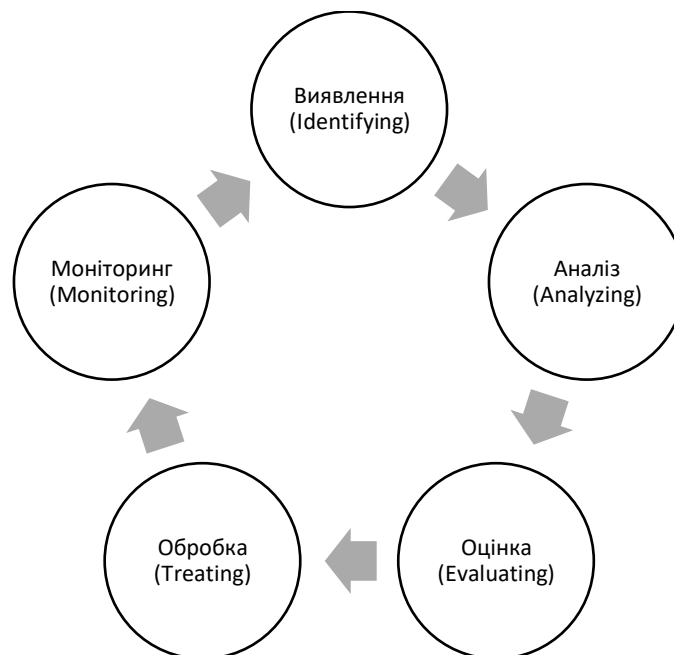 Виявлення
(Identifying)
Аналіз
(Analyzing)
Оцінка
(Evaluating)
Обробка
(Treating)
Моніторинг
(Monitoring)